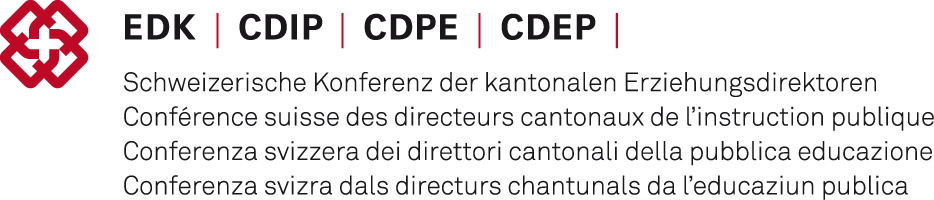 EDK | CDIP | CDPE | CDEP |
Schweizerische Konferenz der kantonalen Erziehungsdirektoren
Conférence suisse des directeurs cantonaux de l'instruction publique
Conferenza svizzera dei direttori cantonali della pubblica educazione
Conferenza svizra dals directurs chantunals da l'educaziun publica